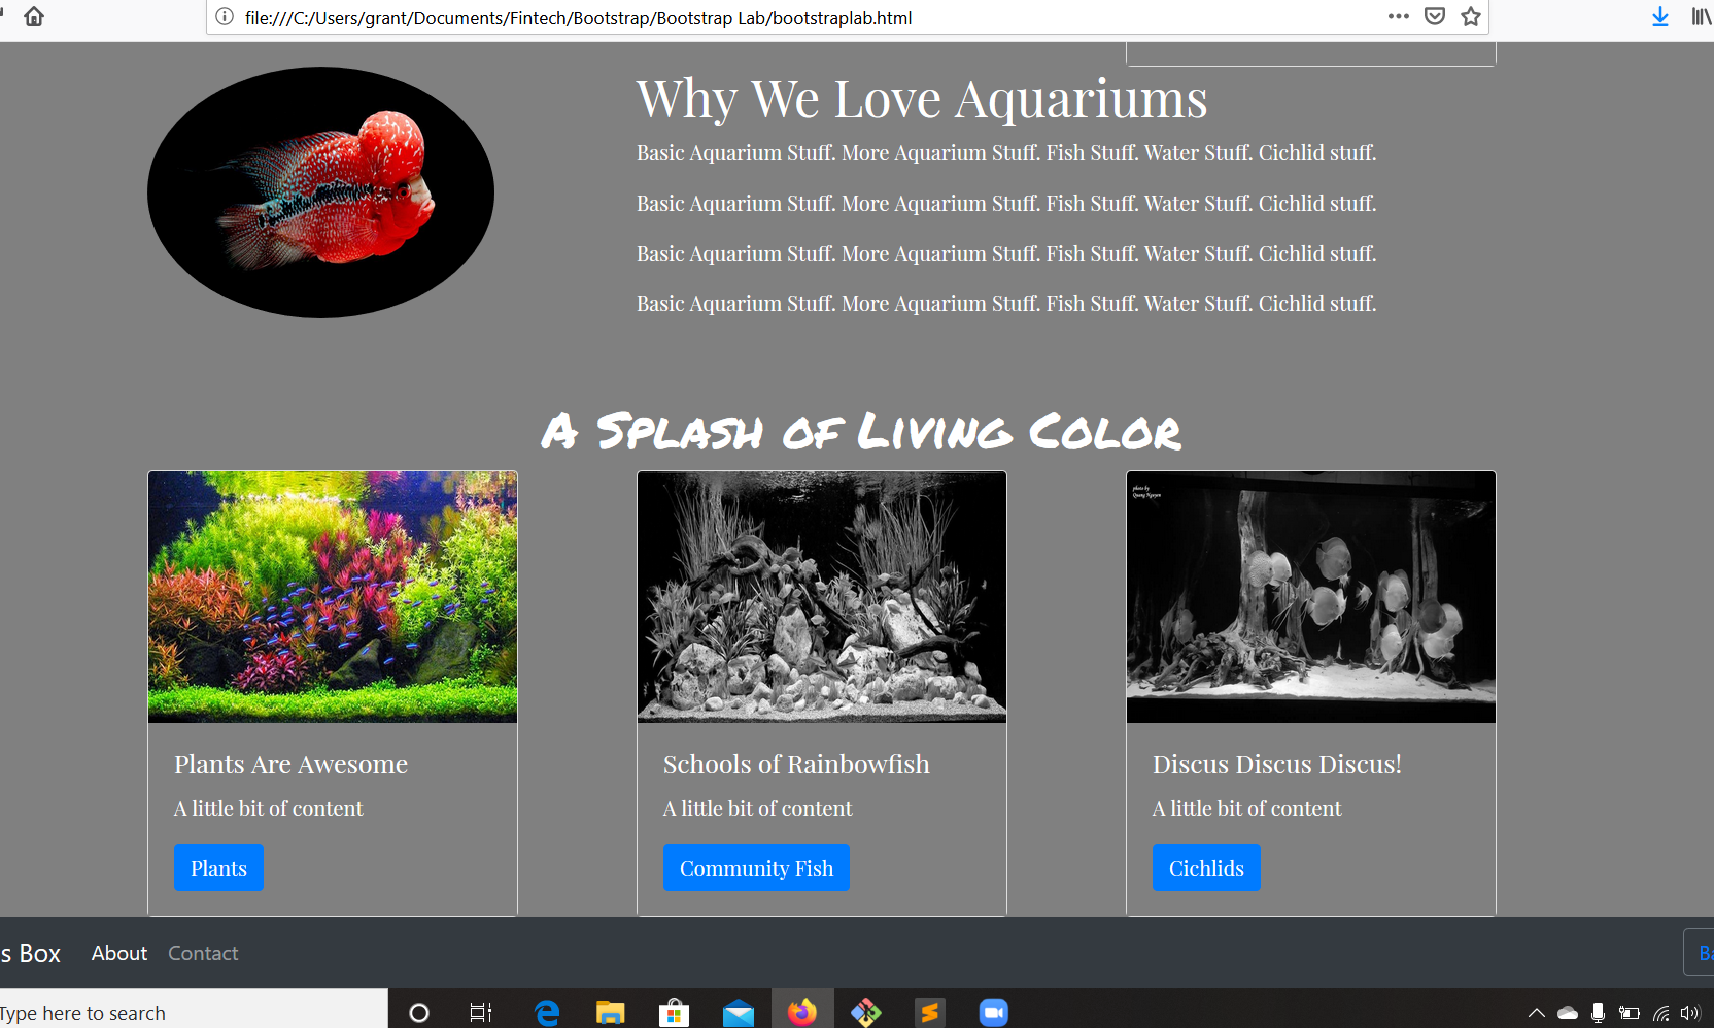 file:///C:/Users/grant/Documents/Fintech/Bootstrap/Bootstrap Lab/bootstraplab.html
Why We Love Aquariums
Basic Aquarium Stuff. More Aquarium Stuff. Fish Stuff. Water Stuff. Cichlid stuff.
Basic Aquarium Stuff. More Aquarium Stuff. Fish Stuff. Water Stuff. Cichlid stuff.
Basic Aquarium Stuff. More Aquarium Stuff. Fish Stuff. Water Stuff. Cichlid stuff.
Basic Aquarium Stuff. More Aquarium Stuff. Fish Stuff. Water Stuff. Cichlid stuff.
A Splash of Living Color
photo by
Quang Nguyen
Plants Are Awesome
A little bit of content
Plants
Schools of Rainbowfish
A little bit of content
Community Fish
Discus Discus Discus!
A little bit of content
Cichlids
s Box About Contact Ba
Type here to search